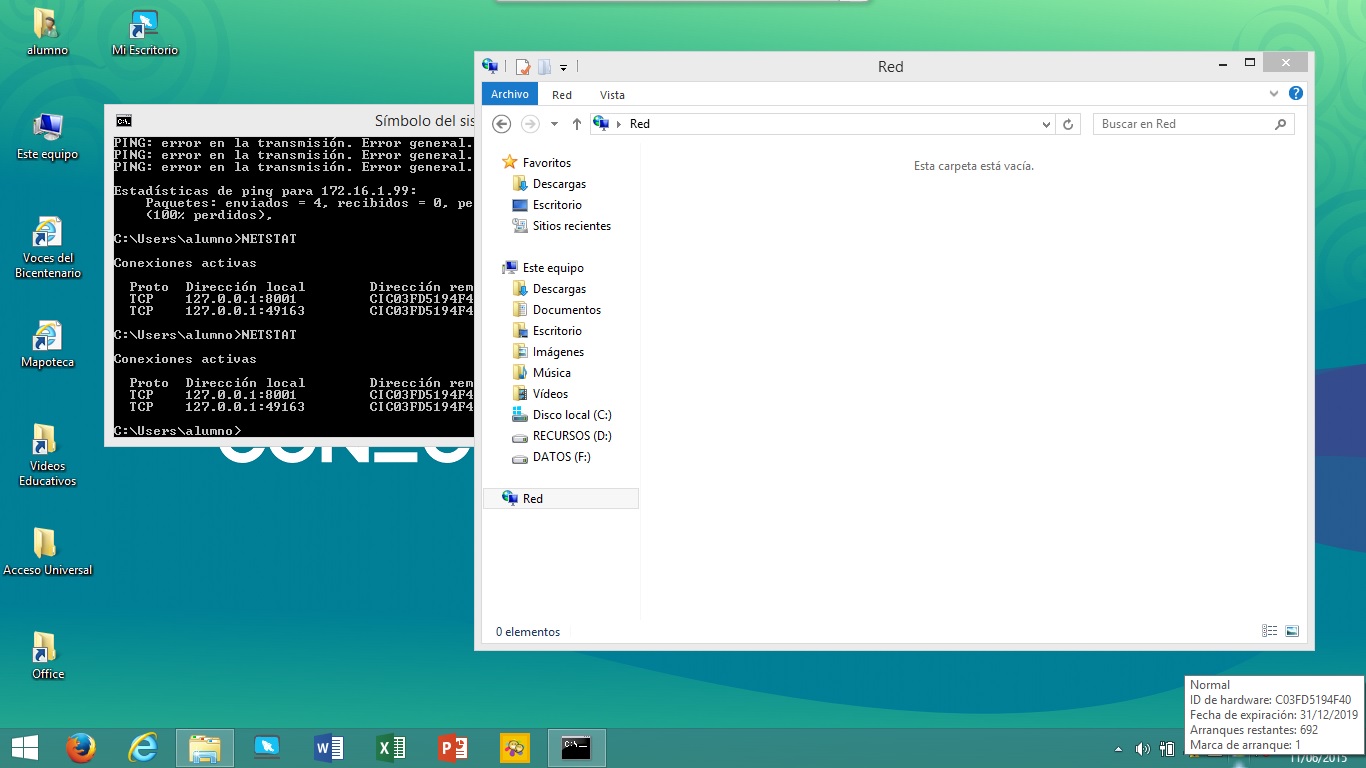 alumno
Mi Escritorio
Este equipo
Voces del
Bicentenario
Mapoteca
Videos
Educativos
Acceso Universal
Office
Símbolo del sis
PING: error en la transmisión. Error general.
PING: error en la transmisión. Error general.
PING: error en la transmisión. Error general.
Estadísticas de ping para 172.16.1.99:
Paquetes: enviados = 4, recibidos = 0, pe
(100% perdidos),
C:\Users\alumno>NETSTAT
Conexiones activas
Proto Dirección local Dirección rem
TCP 127.0.0.1:8001 CIC03FD5194F4
TCP 127.0.0.1:49163 CIC03FD5194F4
C:\Users\alumno>NETSTAT
Conexiones activas
Proto Dirección local Dirección rem
TCP 127.0.0.1:8001 CIC03FD5194F4
TCP 127.0.0.1:49163 CIC03FD5194F4
C:\Users\alumno>
Red
Archivo Red Vista
Red
Buscar en Red
Favoritos
Descargas
Escritorio
Sitios recientes
Este equipo
Descargas
Documentos
Escritorio
Imágenes
Música
Vídeos
Disco local (C:)
RECURSOS (D:)
DATOS (F:)
Red
Esta carpeta está vacía.
0 elementos
Normal
ID de hardware: C03FD5194F40
Fecha de expiración: 31/12/2019
Arranques restantes: 692
Marca de arranque: 1
11/06/2015